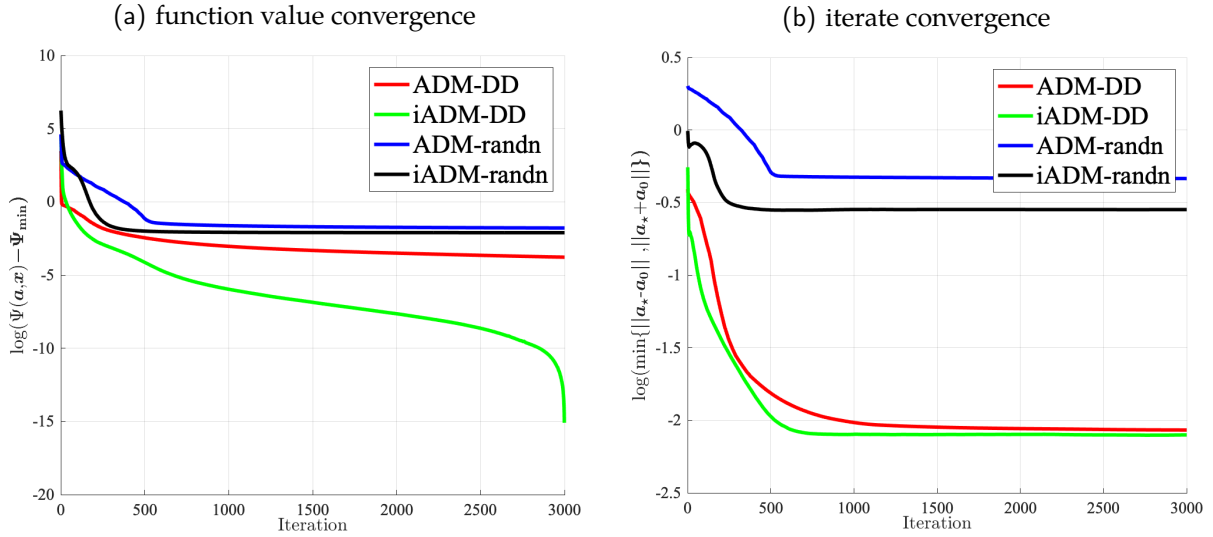 (a) function value convergence
10
5
0
-5
-10
-15
-20
0 500 1000 1500 2000 2500 3000
Iteration
log(Ψ(a,x)−Ψmin)
ADM-DD
iADM-DD
ADM-randn
iADM-randn
(b) iterate convergence
0.5
0
-0.5
-1
-1.5
-2
-2.5
0 500 1000 1500 2000 2500 3000
Iteration
log(min{||a⋆-a0|| ,||a⋆+a0||})
ADM-DD
iADM-DD
ADM-randn
iADM-randn